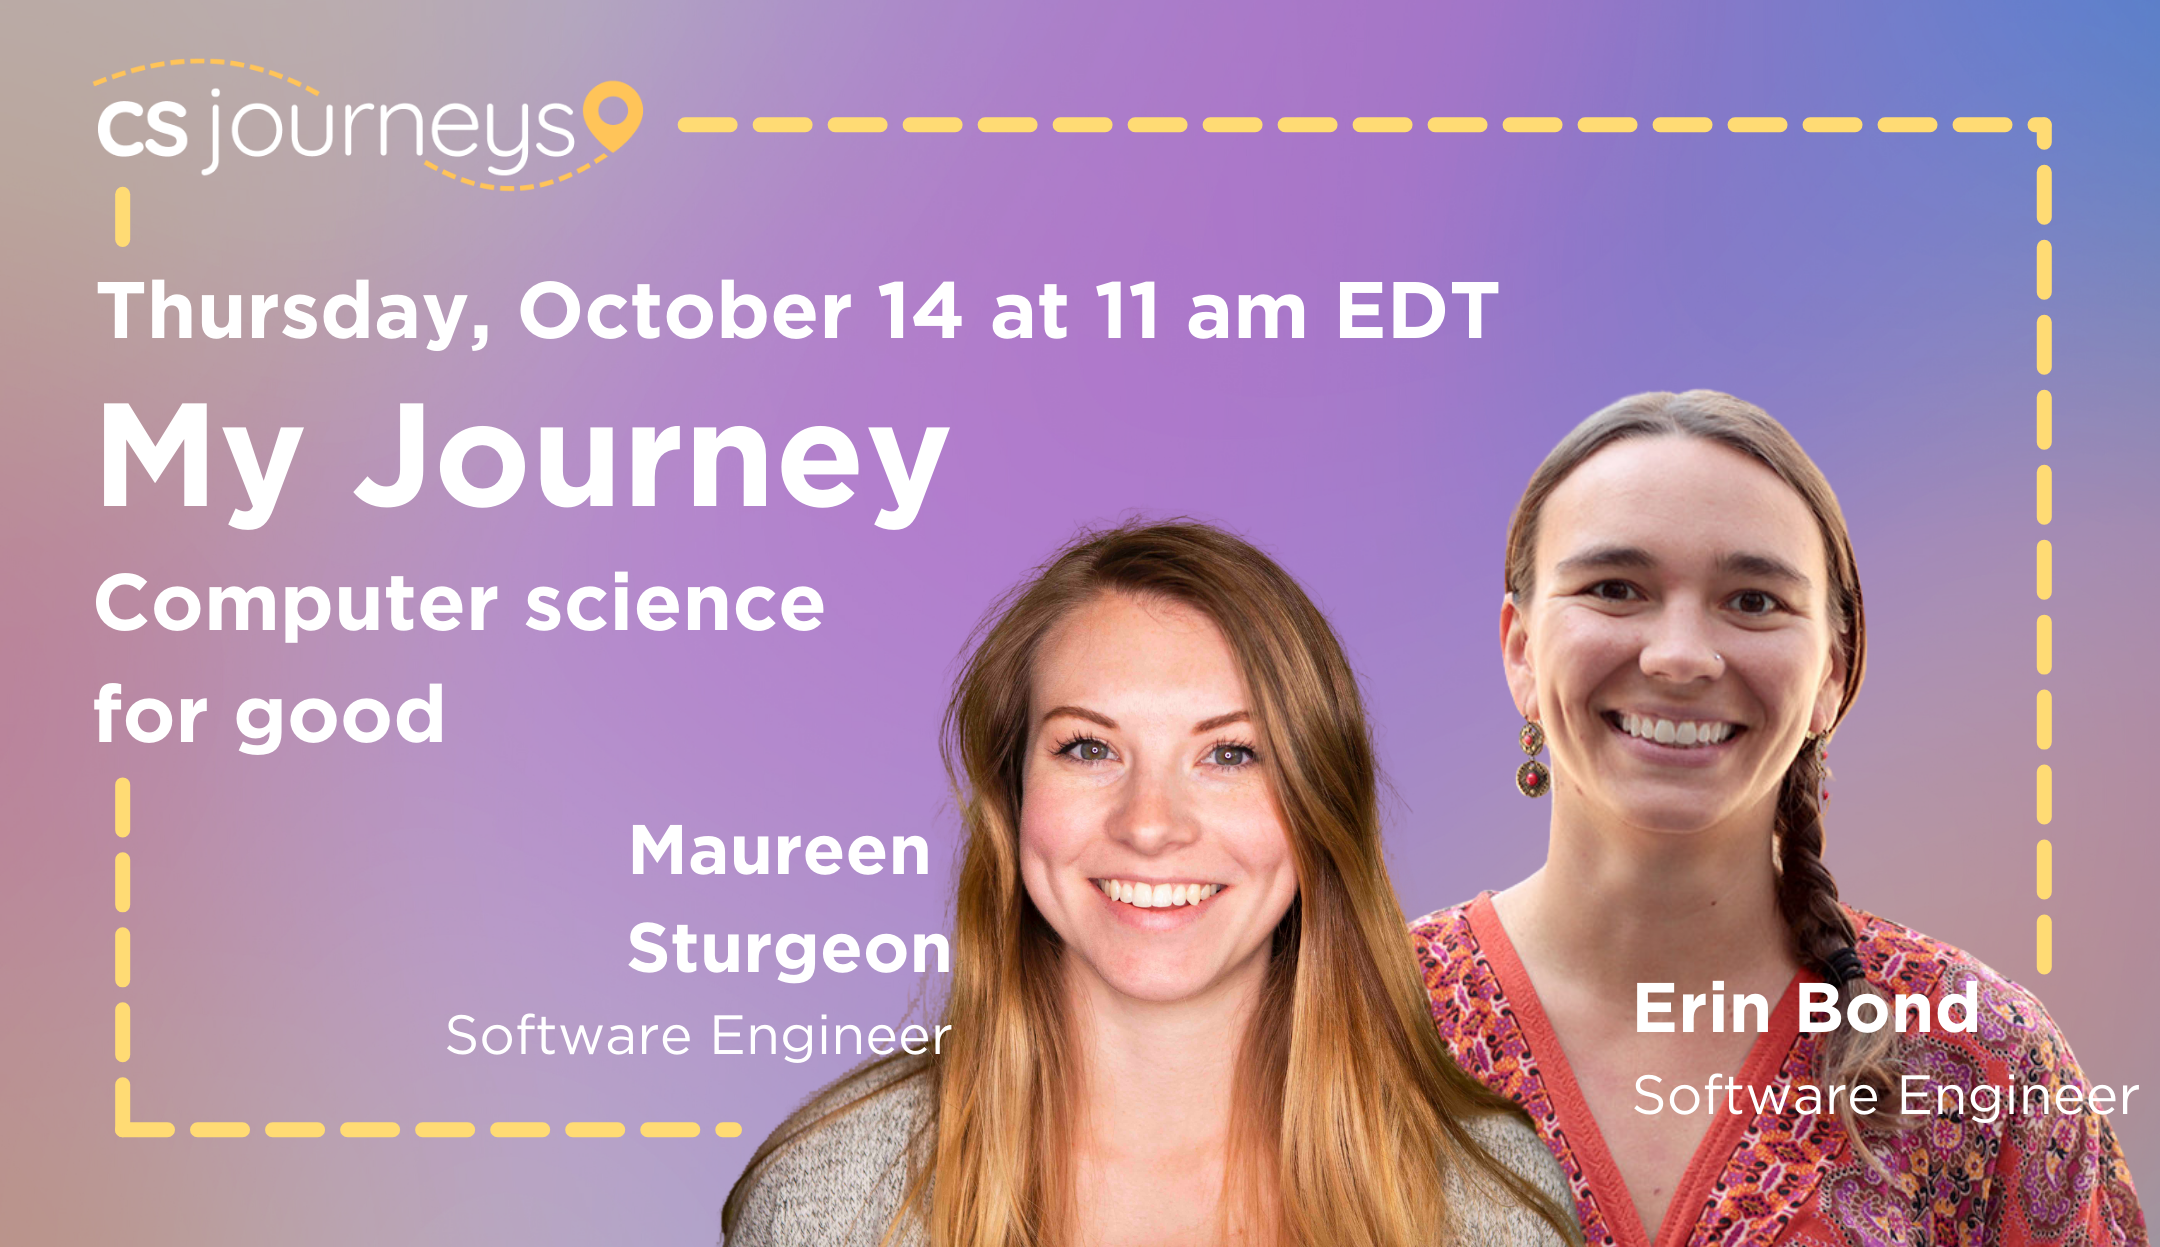 cs journeys
Thursday, October 14 at 11 am EDT
My Journey
Computer science
for good
Maureen
Sturgeon
Software Engineer
Erin Bond
Software Engineer